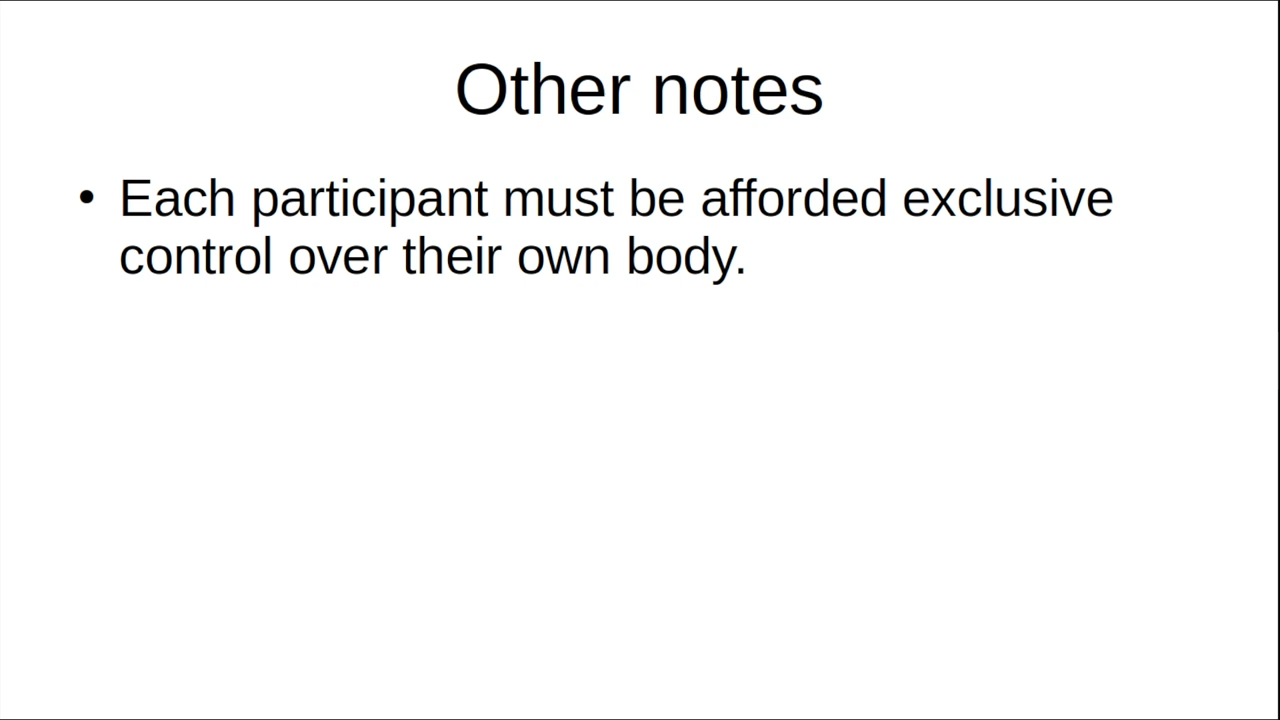 Other notes
• Each participant must be afforded exclusive
control over their own body.